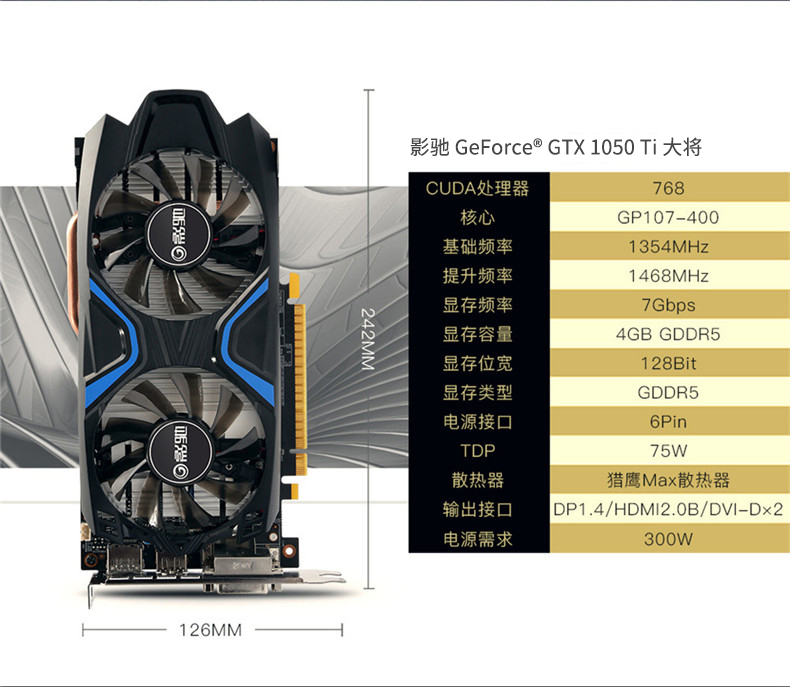 影驰 GeForce® GTX 1050 Ti 大将
CUDA处理器 768
核心 GP107-400
基础频率 1354MHz
提升频率 1468MHz
显存频率 7Gbps
显存容量 4GB GDDR5
显存位宽 128Bit
显存类型 GDDR5
电源接口 6Pin
TDP 75W
散热器 猎鹰Max散热器
输出接口 DP1.4/HDMI2.0B/DVI-D×2
电源需求 300W
242MM
126MM